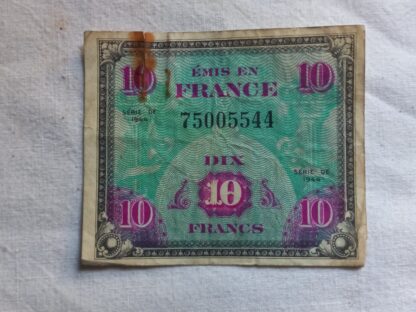 10 ÉMIS EN 10
FRANCE
SÉRIE DE
1944
75005544
DIX
SÉRIE DE
1944
10 10 10
FRANCS